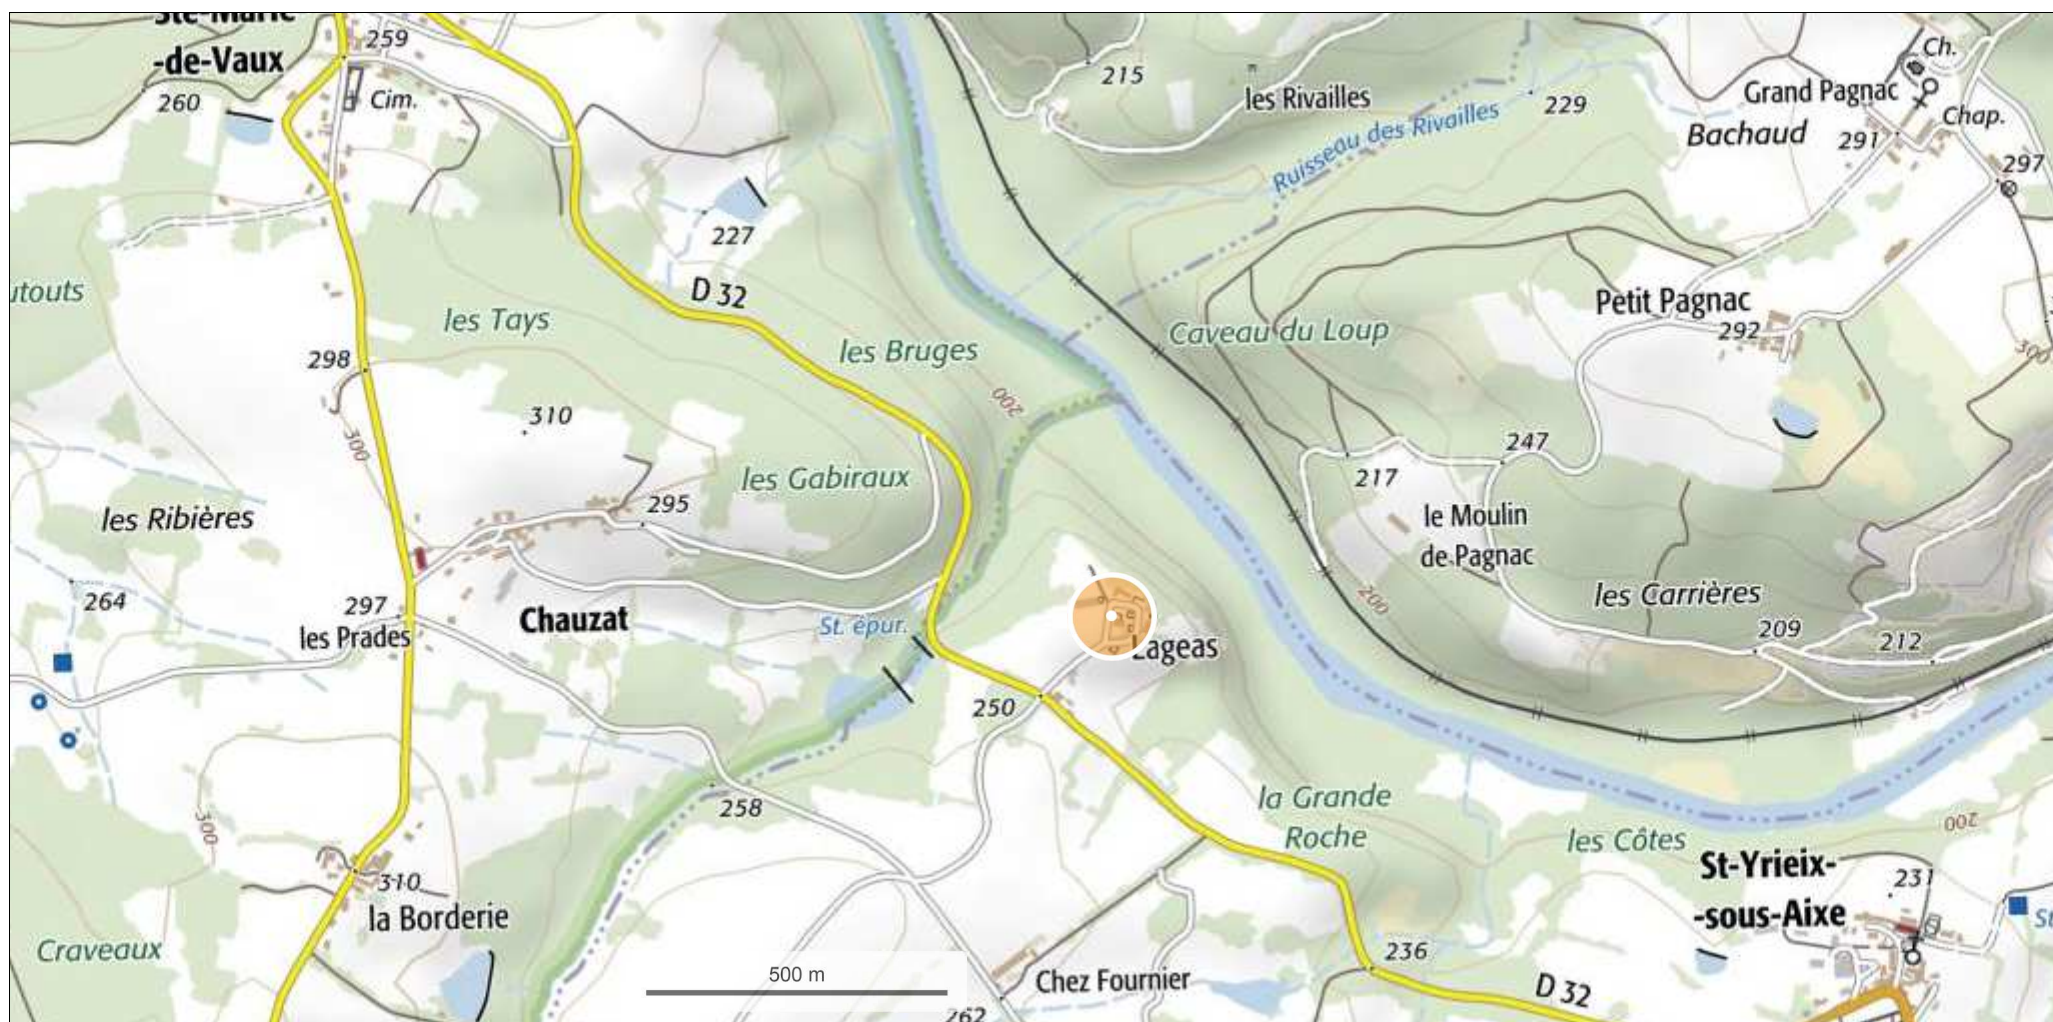 Ste-Marie
-de-Vaux
259
260
Cim.
215
les Rivailles
Ruisseau des Rivailles
229
Ch.
Grand Pagnac
Chap.
Bachaud
291
297
227
D 32
les Tays
les Bruges
Caveau du Loup
Petit Pagnac
292
300
298
310
300
200
les Gabiraux
295
247
217
les Ribières
le Moulin
de Pagnac
264
297
les Prades
Chauzat
St. épur.
200
les Carrières
209
212
250
258
la Grande
Roche
les Côtes
200
300
310
la Borderie
Craveaux
St-Yrieix-
-sous-Aixe
231
236
D 32
Chez Fournier
262
500 m